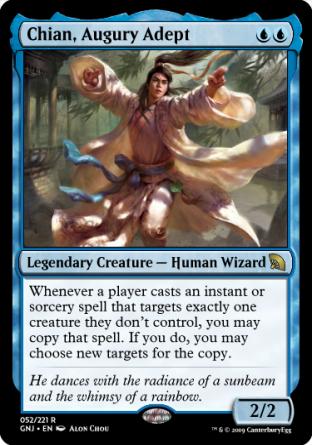 Chian, Augury Adept
Legendary Creature — Human Wizard
Whenever a player casts an instant or
sorcery spell that targets exactly one
creature they don't control, you may
copy that spell. If you do, you may
choose new targets for the copy.
He dances with the radiance of a sunbeam
and the whimsy of a rainbow.
2/2
052/221 R
GNJ • EN Alon Chou
™ & © 2019 CanterburyEgg